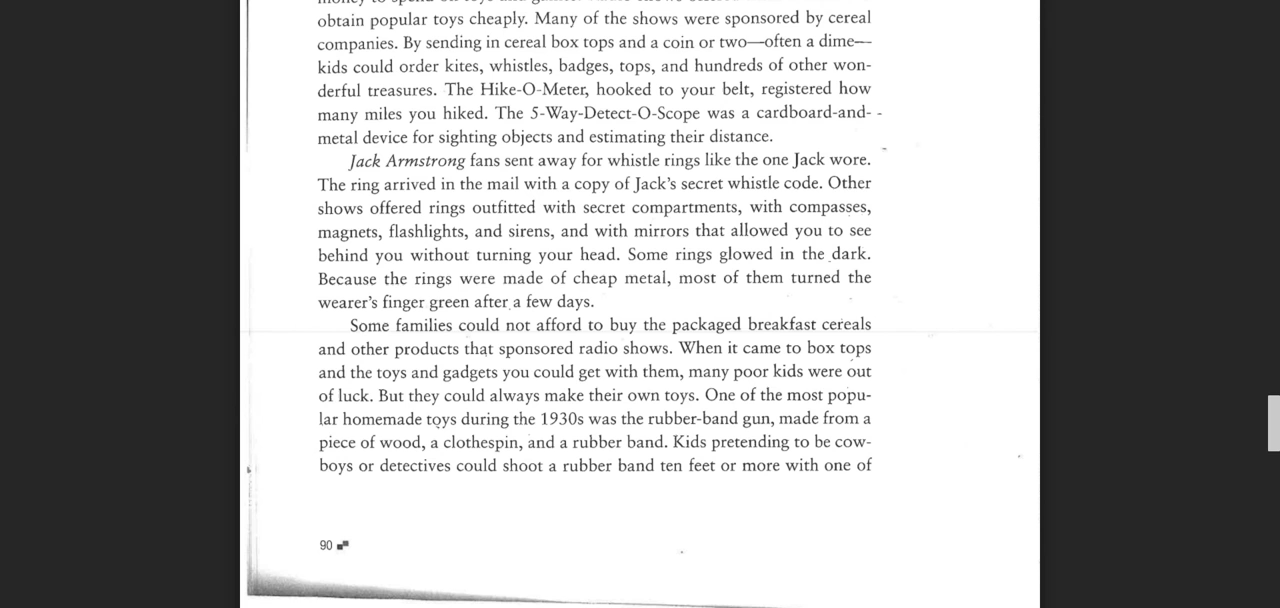 obtain popular toys cheaply. Many of the shows were sponsored by cereal
companies. By sending in cereal box tops and a coin or two—often a dime—
kids could order kites, whistles, badges, tops, and hundreds of other won-
derful treasures. The Hike-O-Meter, hooked to your belt, registered how
many miles you hiked. The 5-Way-Detect-O-Scope was a cardboard-and-
metal device for sighting objects and estimating their distance.
Jack Armstrong fans sent away for whistle rings like the one Jack wore.
The ring arrived in the mail with a copy of Jack's secret whistle code. Other
shows offered rings outfitted with secret compartments, with compasses,
magnets, flashlights, and sirens, and with mirrors that allowed you to see
behind you without turning your head. Some rings glowed in the dark.
Because the rings were made of cheap metal, most of them turned the
wearer's finger green after a few days.
Some families could not afford to buy the packaged breakfast cereals
and other products that sponsored radio shows. When it came to box tops
and the toys and gadgets you could get with them, many poor kids were out
of luck. But they could always make their own toys. One of the most popu-
lar homemade toys during the 1930s was the rubber-band gun, made from a
piece of wood, a clothespin, and a rubber band. Kids pretending to be cow-
boys or detectives could shoot a rubber band ten feet or more with one of
90